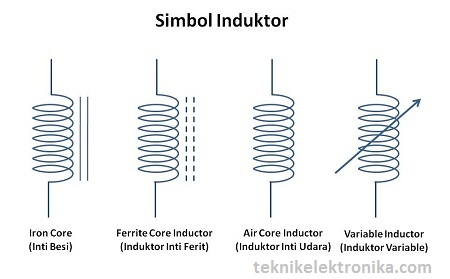 Simbol Induktor
Iron Core
(Inti Besi)
Ferrite Core Inductor
(Induktor Inti Ferit)
Air Core Inductor
(Induktor Inti Udara)
Variable Inductor
(Induktor Variable)
teknikelektronika.com